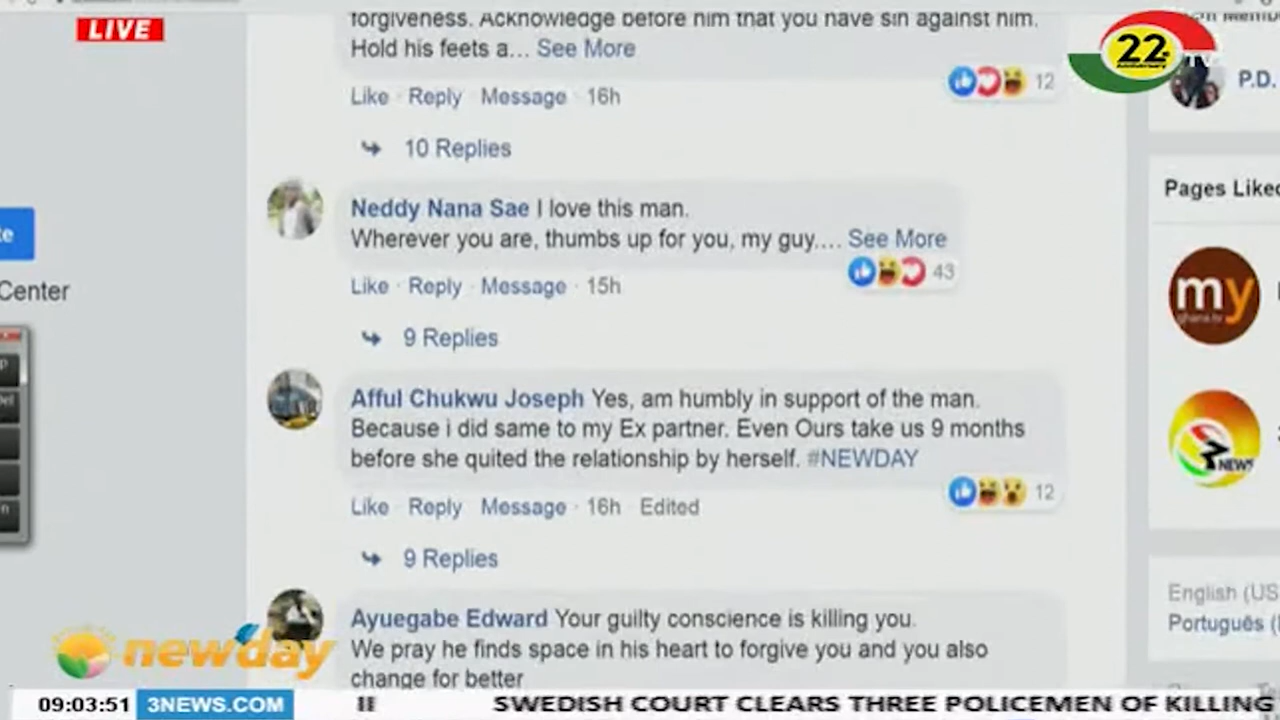 LIVE
forgiveness. Acknowledge before him that you have sin against him.
Hold his feets a... See More
12
Like · Reply · Message · 16h
10 Replies
22
Anniversary
P.D.
Neddy Nana Sae I love this man.
Wherever you are, thumbs up for you, my guy.... See More
43
Like · Reply · Message · 15h
9 Replies
Center
Pages Liked
my
ghana.tv
Afful Chukwu Joseph Yes, am humbly in support of the man.
Because i did same to my Ex partner. Even Ours take us 9 months
before she quited the relationship by herself. #NEWDAY
12
Like · Reply · Message · 16h · Edited
9 Replies
3
NEWS
Ayuegabe Edward Your guilty conscience is killing you.
We pray he finds space in his heart to forgive you and you also
change for better
English (US
Português (
newday
09:03:51 3NEWS.COM SWEDISH COURT CLEARS THREE POLICEMEN OF KILLING